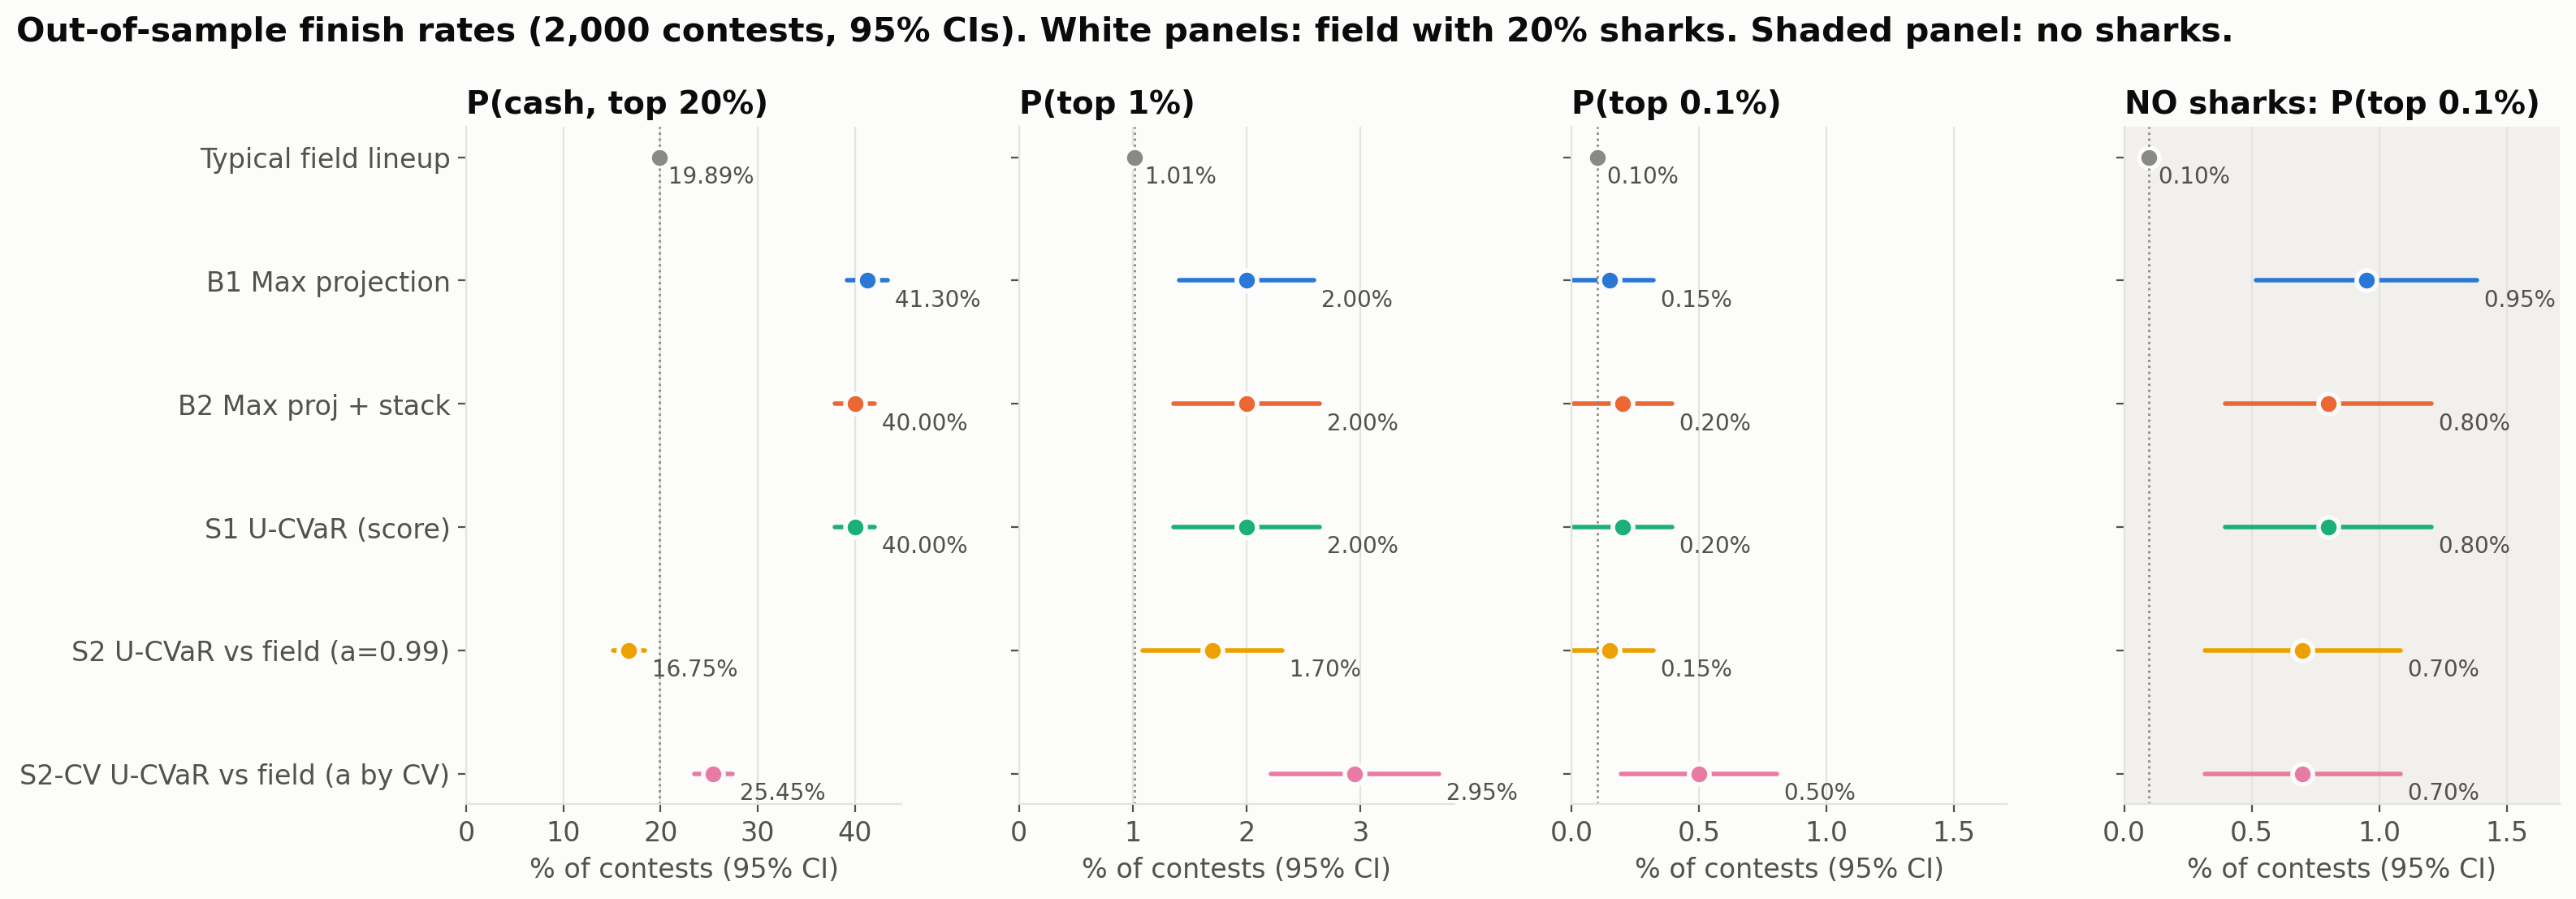 Out-of-sample finish rates (2,000 contests, 95% CIs). White panels: field with 20% sharks. Shaded panel: no sharks.
P(cash, top 20%)
P(top 1%)
P(top 0.1%)
NO sharks: P(top 0.1%)
Typical field lineup
19.89%
1.01%
0.10%
0.10%
B1 Max projection
41.30%
2.00%
0.15%
0.95%
B2 Max proj + stack
40.00%
2.00%
0.20%
0.80%
S1 U-CVaR (score)
40.00%
2.00%
0.20%
0.80%
S2 U-CVaR vs field (a=0.99)
16.75%
1.70%
0.15%
0.70%
S2-CV U-CVaR vs field (a by CV)
25.45%
2.95%
0.50%
0.70%
0 10 20 30 40
0 1 2 3
0.0 0.5 1.0 1.5
0.0 0.5 1.0 1.5
% of contests (95% CI)
% of contests (95% CI)
% of contests (95% CI)
% of contests (95% CI)